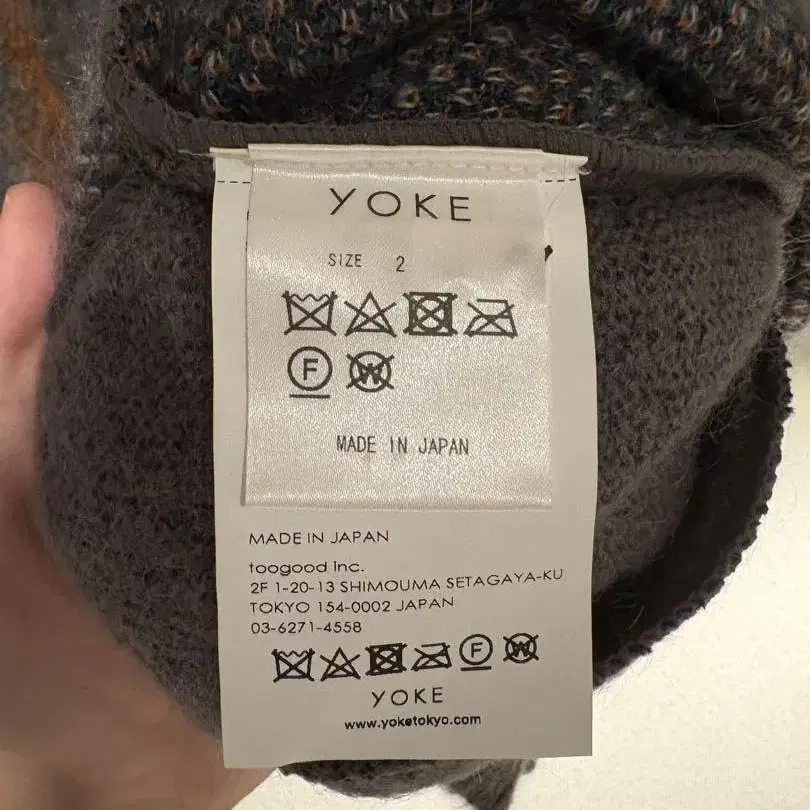 YOKE
SIZE 2
F W
MADE IN JAPAN
MADE IN JAPAN
toogood Inc.
2F 1-20-13 SHIMOUMA SETAGAYA-KU
TOKYO 154-0002 JAPAN
03-6271-4558
F W
YOKE
www.yoketokyo.com